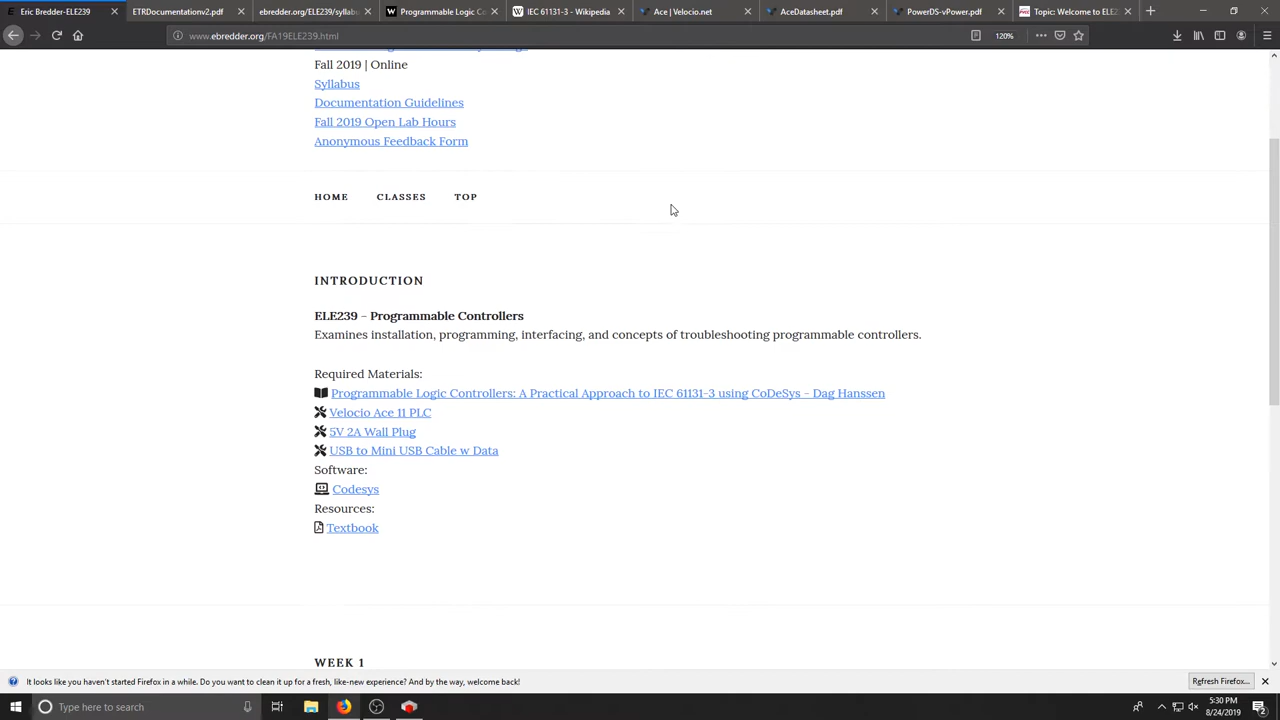 Eric Bredder-ELE239
ETRDocumentationv2.pdf
ebredder.org/ELE239/syllab
Programmable Logic Co
IEC 61131-3 - Wikipedia
Ace | Velocio.net
AceDatasheet.pdf
PowerDS-vPower.pdf
Topic: Welcome to ELE2
www.ebredder.org/FA19ELE239.html
120%
Fall 2019 | Online
Syllabus
Documentation Guidelines
Fall 2019 Open Lab Hours
Anonymous Feedback Form
HOME CLASSES TOP
INTRODUCTION
ELE239 – Programmable Controllers
Examines installation, programming, interfacing, and concepts of troubleshooting programmable controllers.
Required Materials:
Programmable Logic Controllers: A Practical Approach to IEC 61131-3 using CoDeSys - Dag Hanssen
Velocio Ace 11 PLC
5V 2A Wall Plug
USB to Mini USB Cable w Data
Software:
Codesys
Resources:
Textbook
WEEK 1
It looks like you haven't started Firefox in a while. Do you want to clean it up for a fresh, like-new experience? And by the way, welcome back!
Refresh Firefox...
Type here to search
5:30 PM
8/24/2019
2